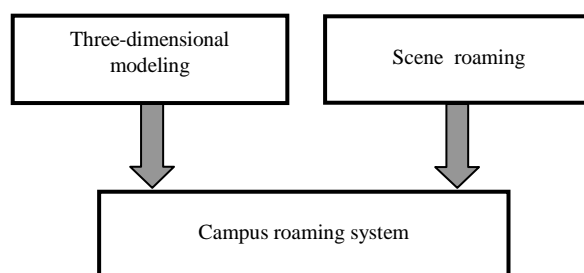 Three-dimensional
modeling
Scene roaming
Campus roaming system